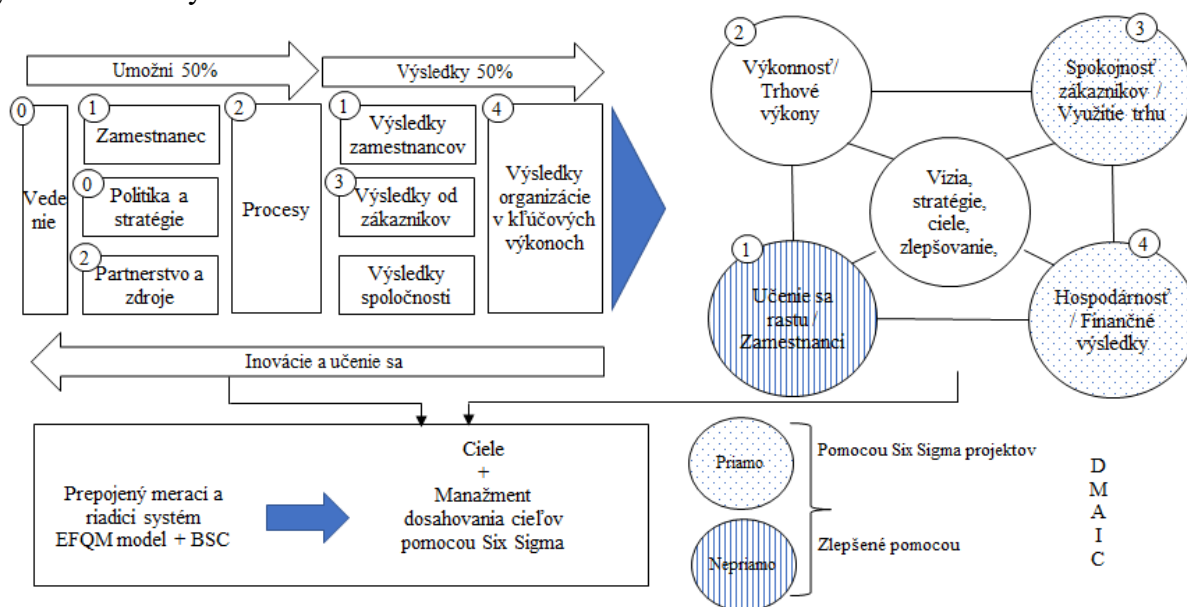 Umožni 50%
Výsledky 50%
0
Vede
nie
1
Zamestnanec
0
Politika a
stratégie
2
Partnerstvo a
zdroje
2
Procesy
1
Výsledky
zamestnancov
3
Výsledky od
zákazníkov
Výsledky
spoločnosti
4
Výsledky
organizácie
v kľúčových
výkonoch
Inovácie a učenie sa
2
Výkonnosť/
Trhové
výkony
3
Spokojnosť
zákazníkov /
Využitie trhu
Vízia,
stratégie,
ciele,
zlepšovanie,
1
Učenie sa
rastu /
Zamestnanci
4
Hospodárnosť
/ Finančné
výsledky
Prepojený merací a
riadici systém
EFQM model + BSC
Ciele
+
Manažment
dosahovania cieľov
pomocou Six Sigma
Priamo
Nepriamo
Pomocou Six Sigma projektov
Zlepšené pomocou
D
M
A
I
C